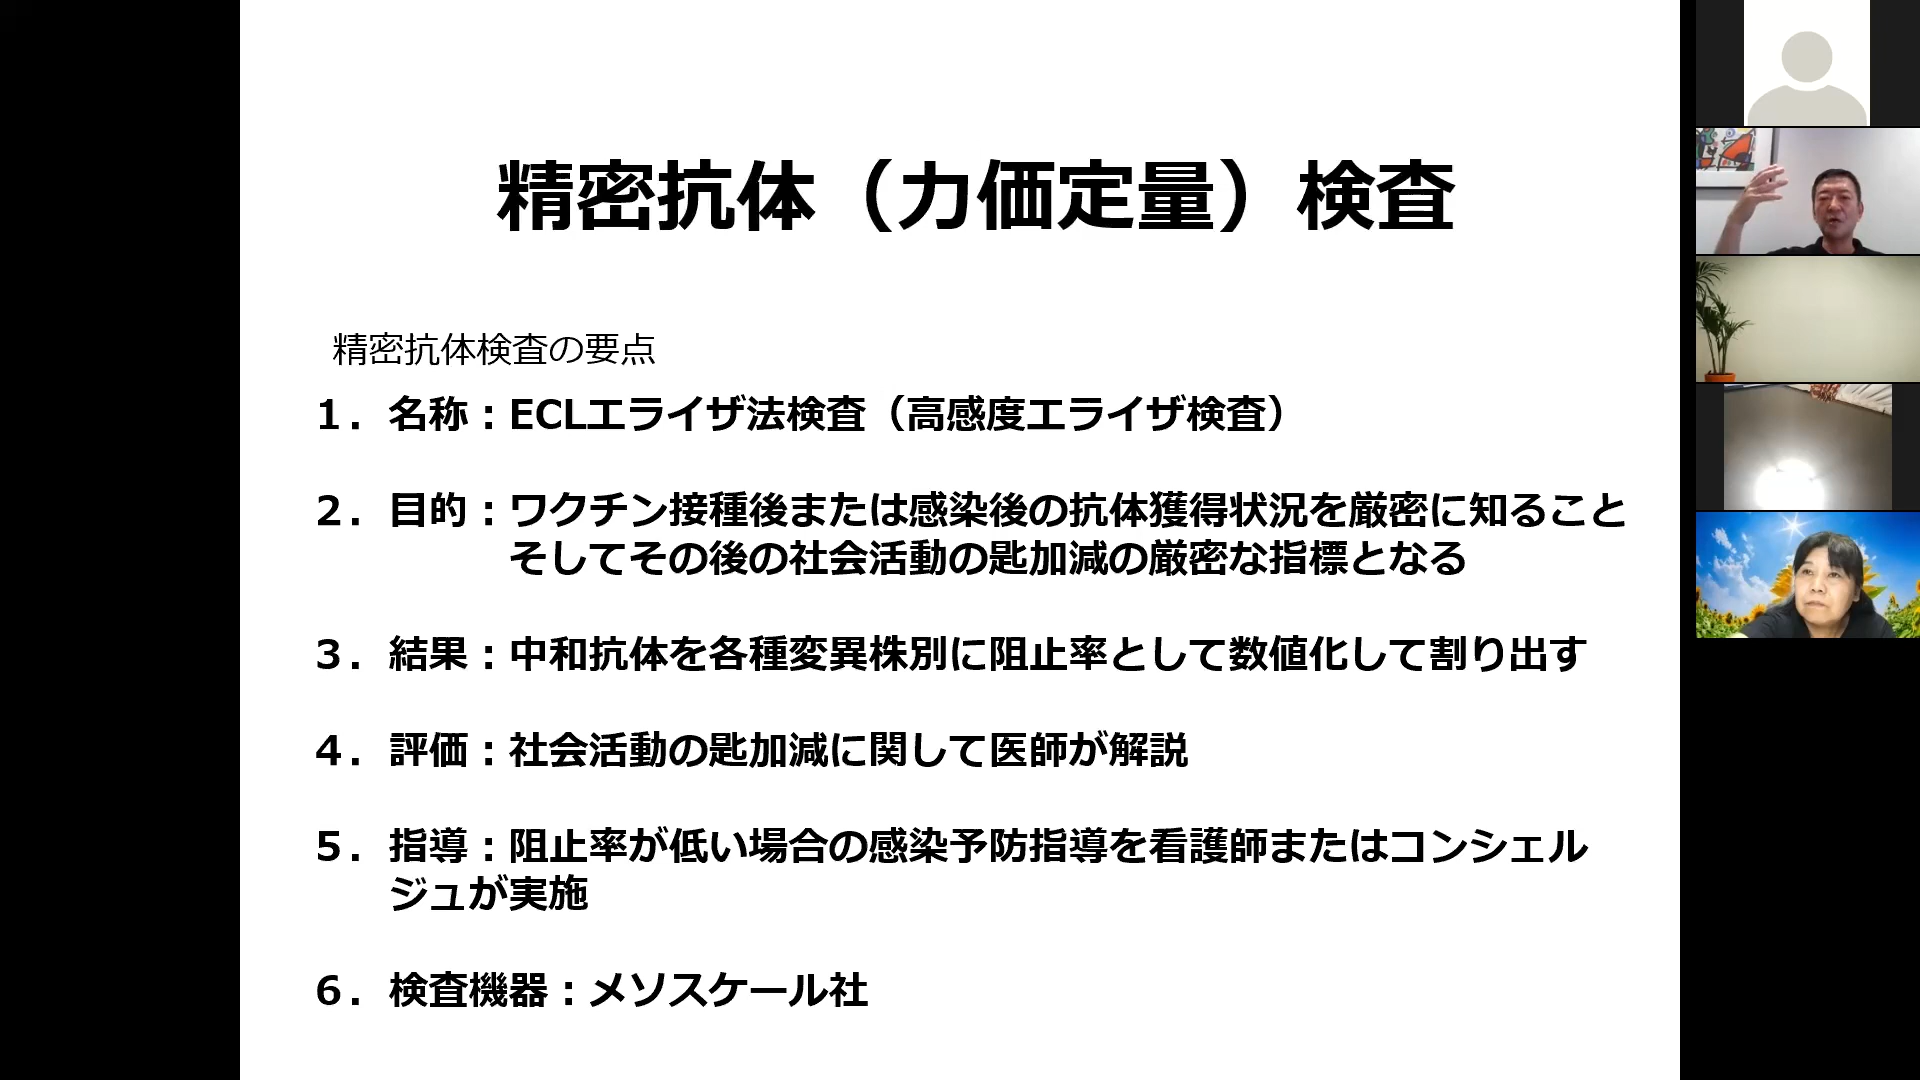 精密抗体（力価定量）検査
精密抗体検査の要点
１．名称：ECLエライザ法検査（高感度エライザ検査）
２．目的：ワクチン接種後または感染後の抗体獲得状況を厳密に知ること
そしてその後の社会活動の匙加減の厳密な指標となる
３．結果：中和抗体を各種変異株別に阻止率として数値化して割り出す
４．評価：社会活動の匙加減に関して医師が解説
５．指導：阻止率が低い場合の感染予防指導を看護師またはコンシェル
ジュが実施
６．検査機器：メソスケール社